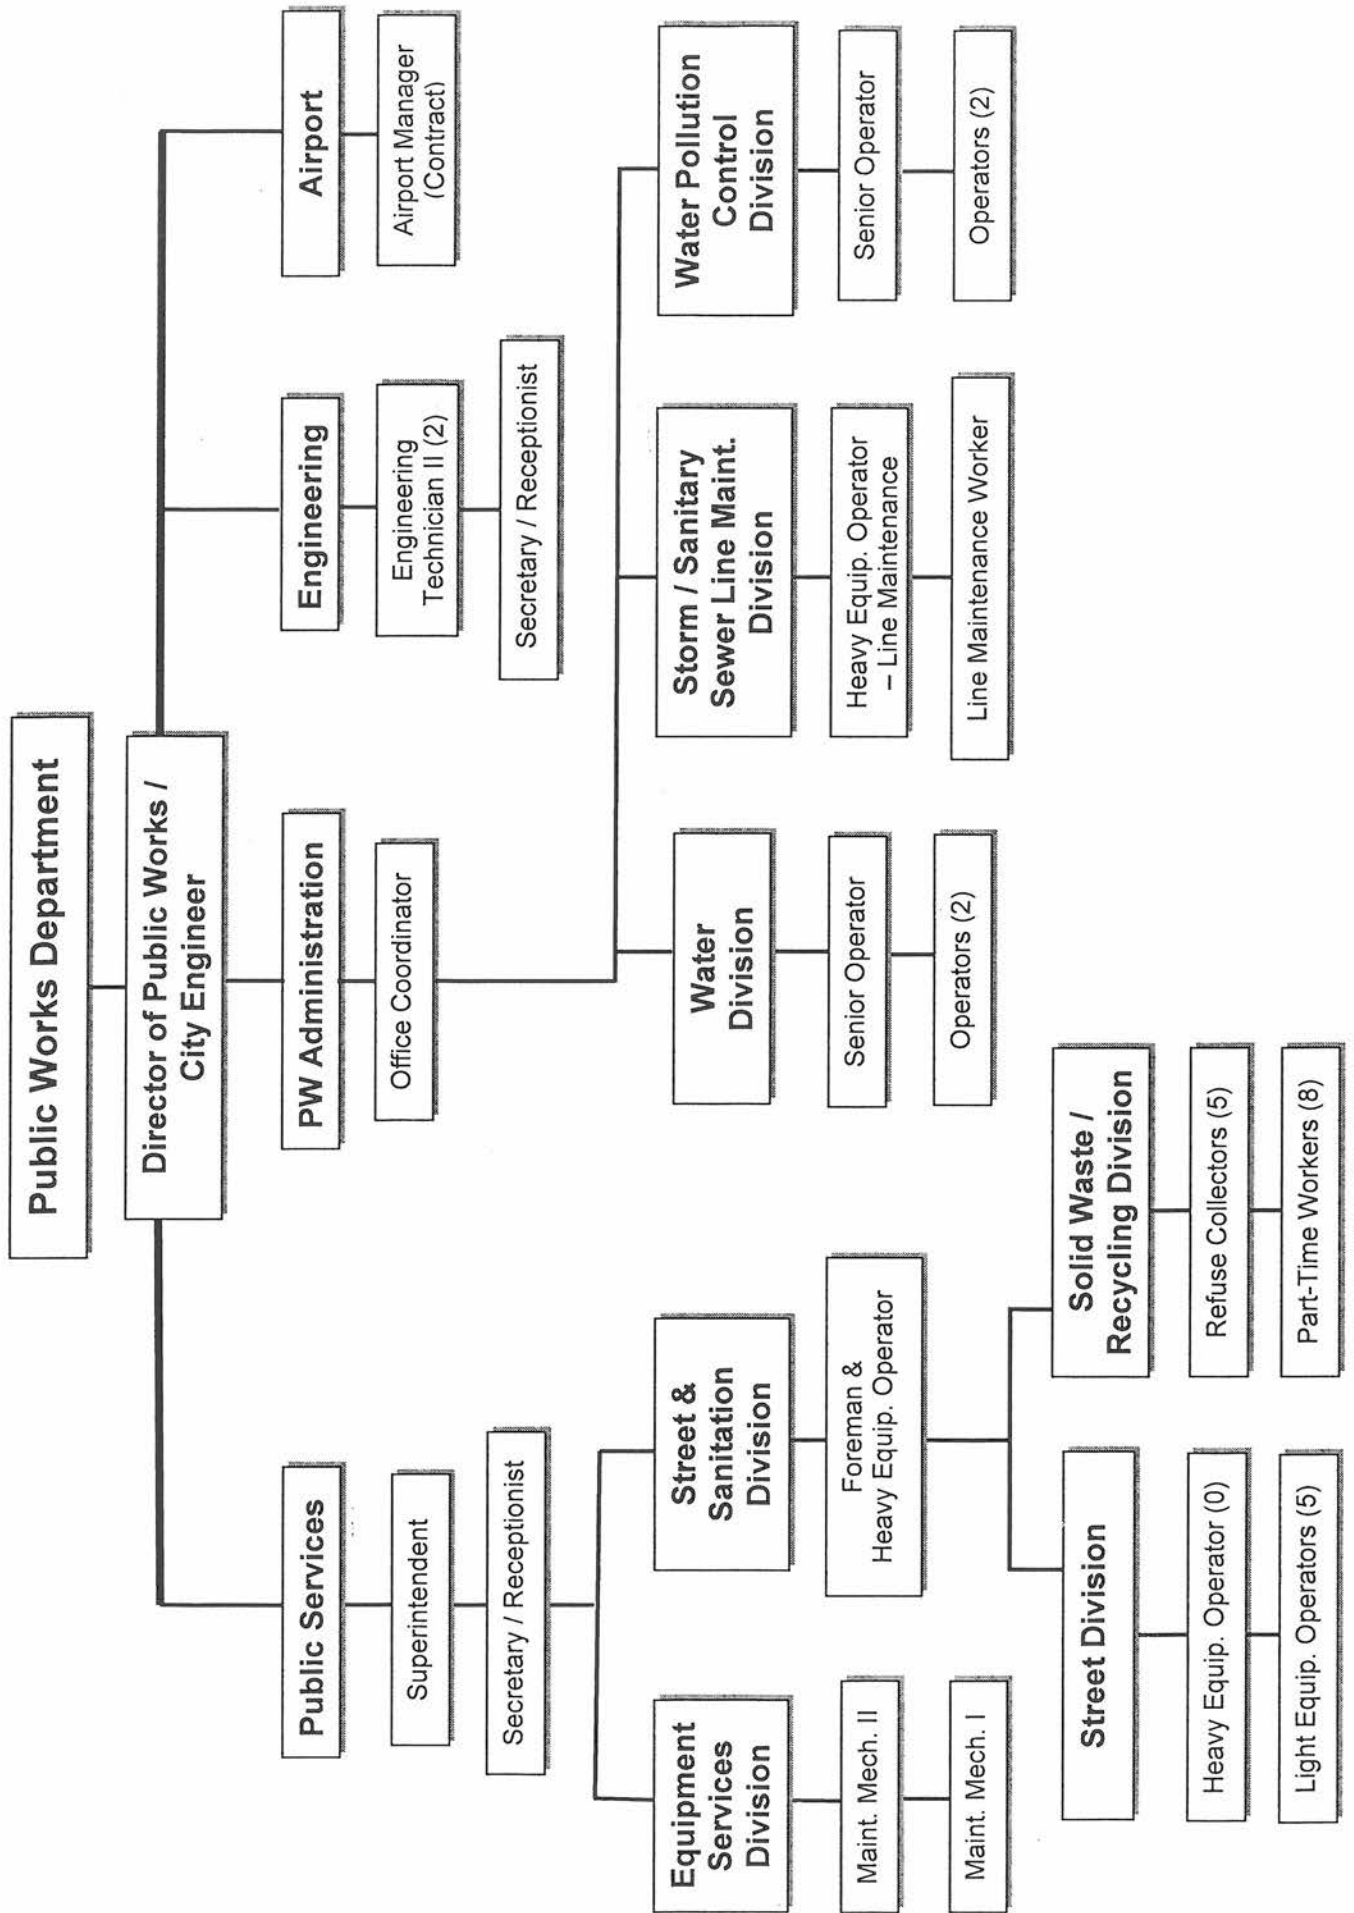 Public Works Department
Director of Public Works /
City Engineer
Public Services
Superintendent
Secretary / Receptionist
Equipment
Services
Division
Maint. Mech. II
Maint. Mech. I
Street &
Sanitation
Division
Foreman &
Heavy Equip. Operator
Street Division
Heavy Equip. Operator (0)
Light Equip. Operators (5)
Solid Waste /
Recycling Division
Refuse Collectors (5)
Part-Time Workers (8)
PW Administration
Office Coordinator
Water
Division
Senior Operator
Operators (2)
Storm / Sanitary
Sewer Line Maint.
Division
Heavy Equip. Operator
– Line Maintenance
Line Maintenance Worker
Water Pollution
Control
Division
Senior Operator
Operators (2)
Engineering
Engineering
Technician II (2)
Secretary / Receptionist
Airport
Airport Manager
(Contract)